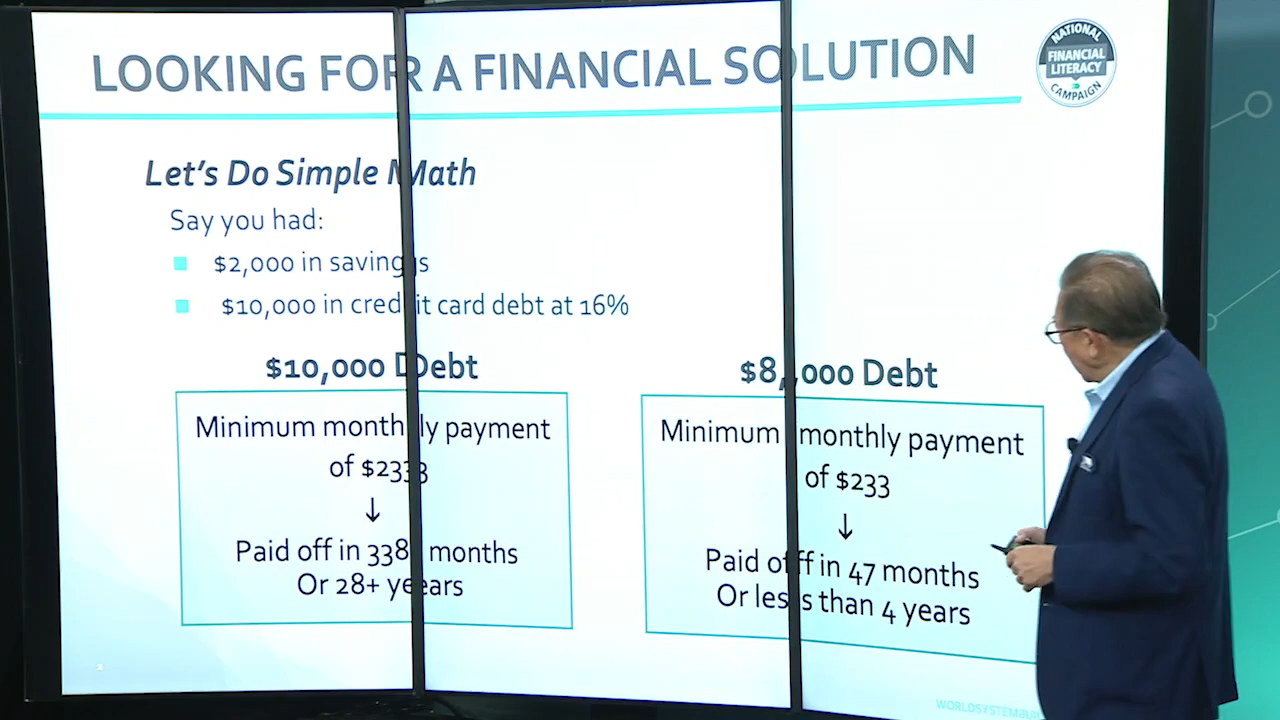 LOOKING FOR A FINANCIAL SOLUTION
NATIONAL
FINANCIAL
LITERACY
CAMPAIGN
Let's Do Simple Math
Say you had:
$2,000 in savings
$10,000 in credit card debt at 16%
$10,000 Debt
Minimum monthly payment
of $233
↓
Paid off in 338 months
Or 28+ years
$8,000 Debt
Minimum monthly payment
of $233
↓
Paid off in 47 months
Or less than 4 years